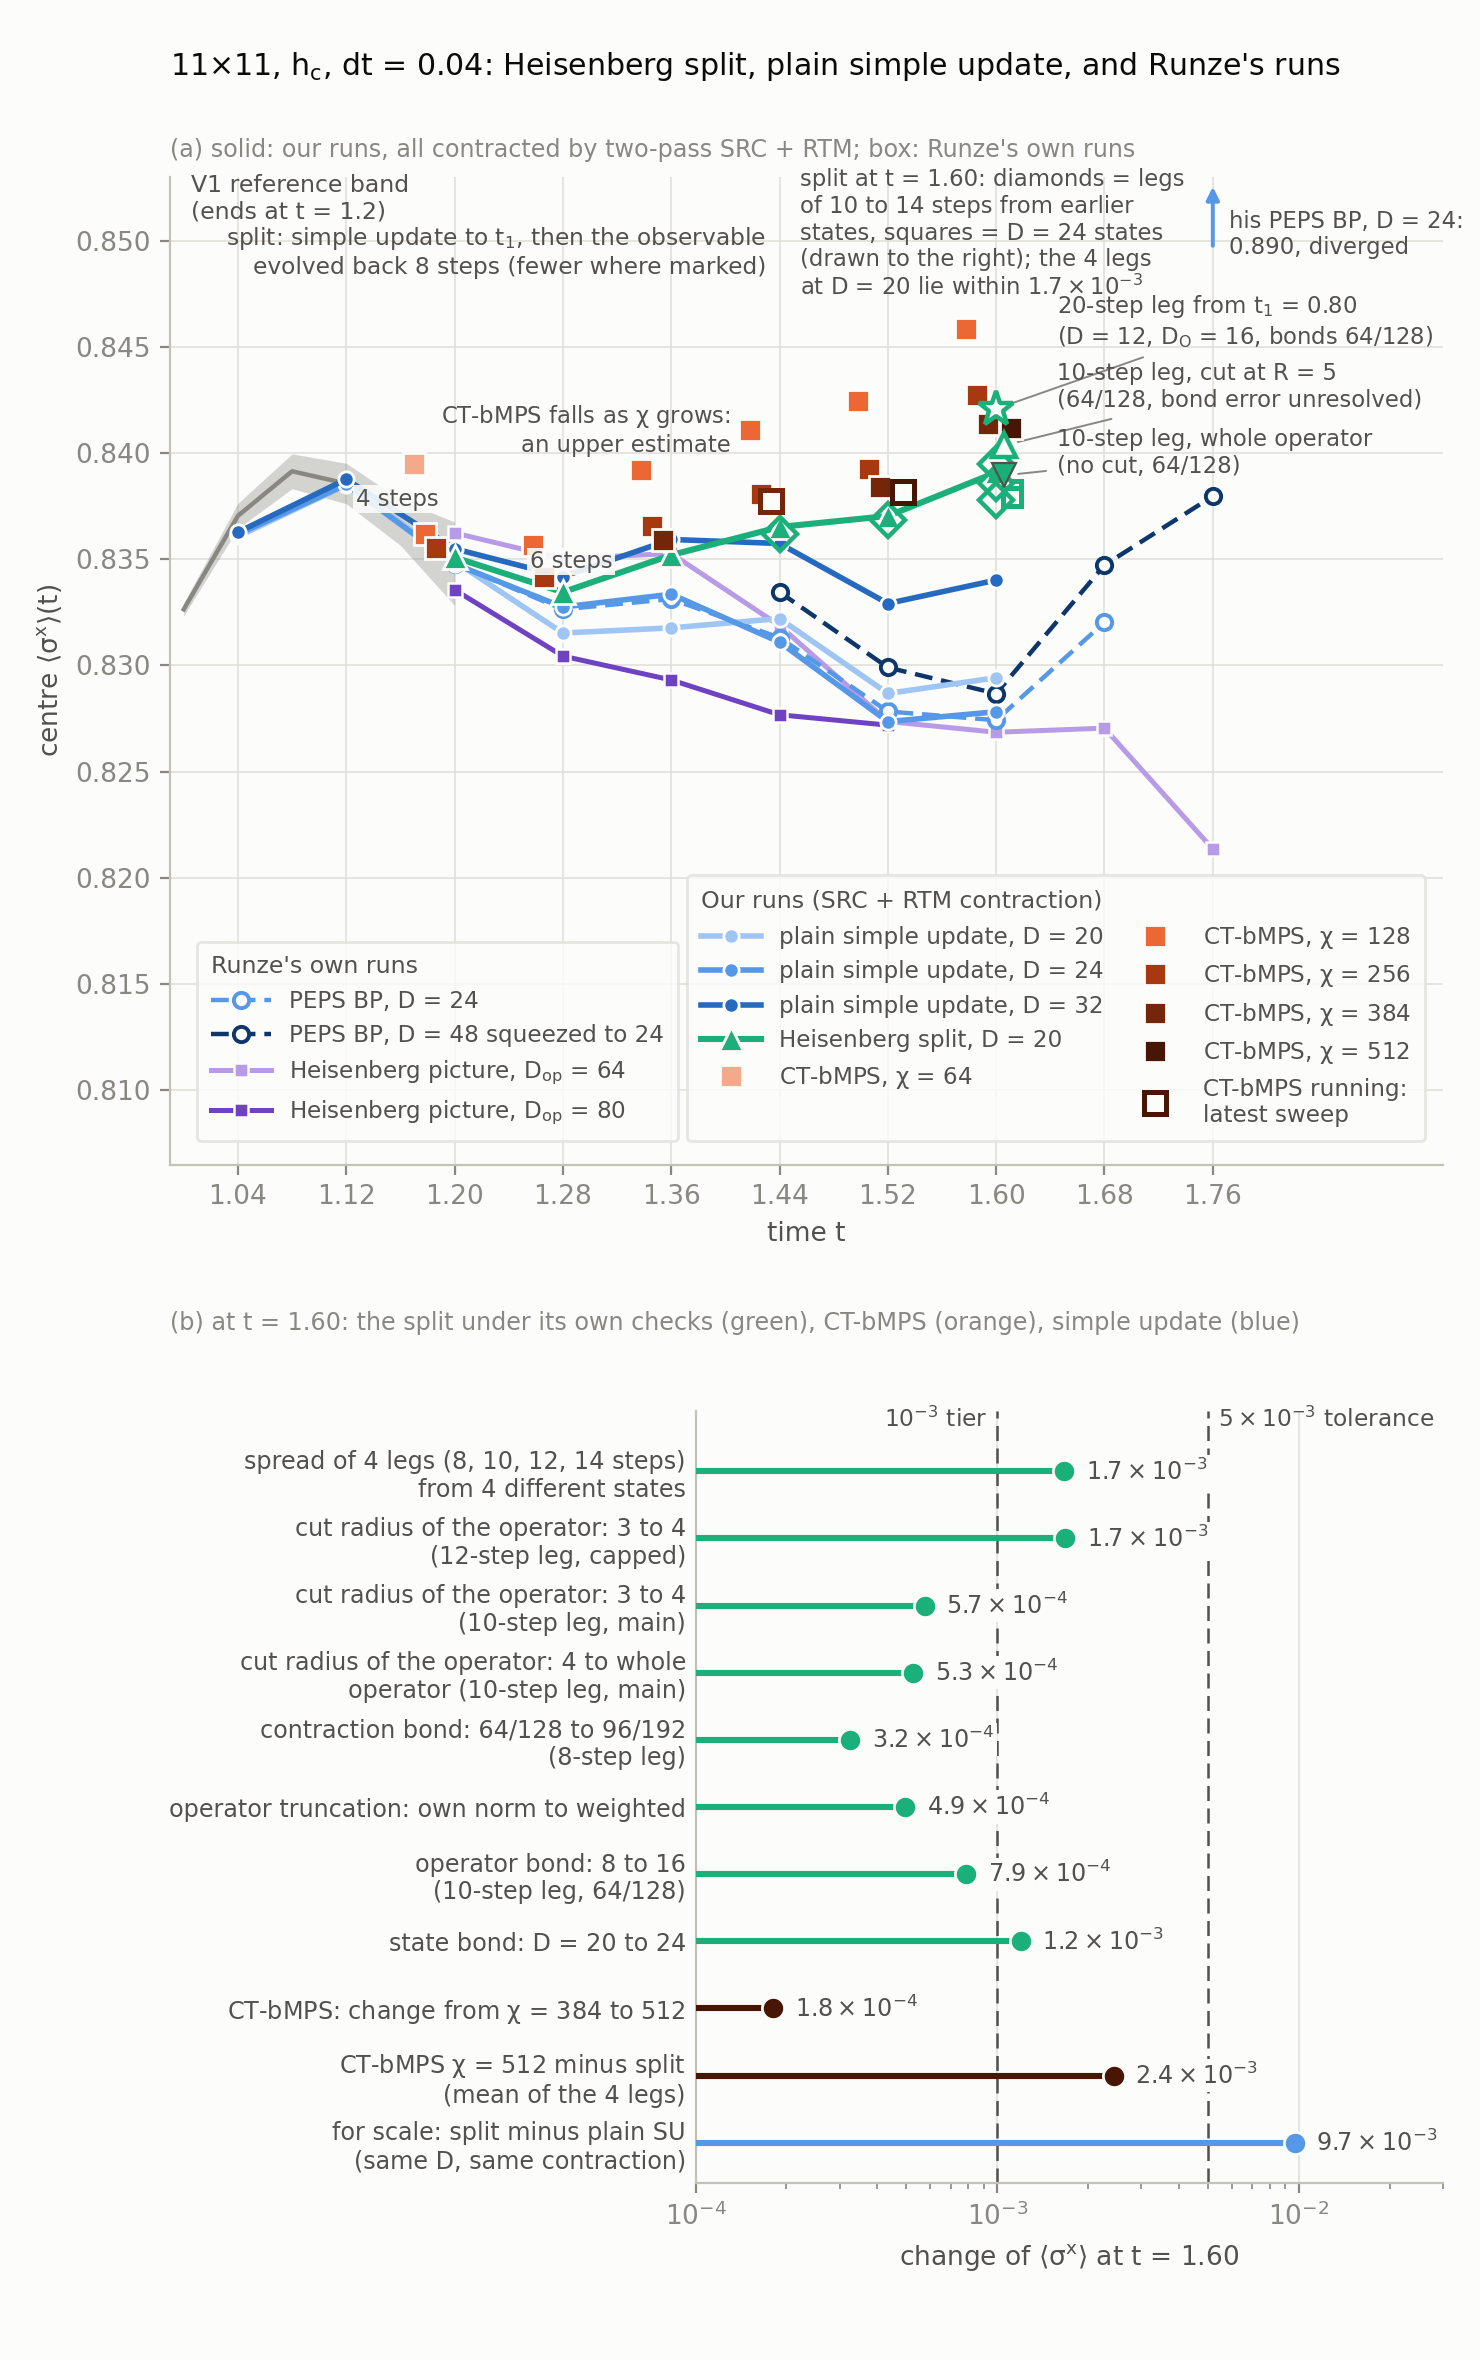 11×11, h_c, dt = 0.04: Heisenberg split, plain simple update, and Runze's runs
(a) solid: our runs, all contracted by two-pass SRC + RTM; box: Runze's own runs
V1 reference band
(ends at t = 1.2)
split: simple update to t₁, then the observable
evolved back 8 steps (fewer where marked)
split at t = 1.60: diamonds = legs
of 10 to 14 steps from earlier
states, squares = D = 24 states
(drawn to the right); the 4 legs
at D = 20 lie within 1.7 × 10⁻³
his PEPS BP, D = 24:
0.890, diverged
20-step leg from t₁ = 0.80
(D = 12, D_O = 16, bonds 64/128)
10-step leg, cut at R = 5
(64/128, bond error unresolved)
10-step leg, whole operator
(no cut, 64/128)
CT-bMPS falls as χ grows:
an upper estimate
4 steps
6 steps
centre ⟨σˣ⟩(t)
0.850
0.845
0.840
0.835
0.830
0.825
0.820
0.815
0.810
Runze's own runs
PEPS BP, D = 24
PEPS BP, D = 48 squeezed to 24
Heisenberg picture, D_op = 64
Heisenberg picture, D_op = 80
Our runs (SRC + RTM contraction)
plain simple update, D = 20
plain simple update, D = 24
plain simple update, D = 32
Heisenberg split, D = 20
CT-bMPS, χ = 64
CT-bMPS, χ = 128
CT-bMPS, χ = 256
CT-bMPS, χ = 384
CT-bMPS, χ = 512
CT-bMPS running:
latest sweep
1.04 1.12 1.20 1.28 1.36 1.44 1.52 1.60 1.68 1.76
time t
(b) at t = 1.60: the split under its own checks (green), CT-bMPS (orange), simple update (blue)
10⁻³ tier
5 × 10⁻³ tolerance
spread of 4 legs (8, 10, 12, 14 steps)
from 4 different states
1.7 × 10⁻³
cut radius of the operator: 3 to 4
(12-step leg, capped)
1.7 × 10⁻³
cut radius of the operator: 3 to 4
(10-step leg, main)
5.7 × 10⁻⁴
cut radius of the operator: 4 to whole
operator (10-step leg, main)
5.3 × 10⁻⁴
contraction bond: 64/128 to 96/192
(8-step leg)
3.2 × 10⁻⁴
operator truncation: own norm to weighted
4.9 × 10⁻⁴
operator bond: 8 to 16
(10-step leg, 64/128)
7.9 × 10⁻⁴
state bond: D = 20 to 24
1.2 × 10⁻³
CT-bMPS: change from χ = 384 to 512
1.8 × 10⁻⁴
CT-bMPS χ = 512 minus split
(mean of the 4 legs)
2.4 × 10⁻³
for scale: split minus plain SU
(same D, same contraction)
9.7 × 10⁻³
10⁻⁴ 10⁻³ 10⁻²
change of ⟨σˣ⟩ at t = 1.60